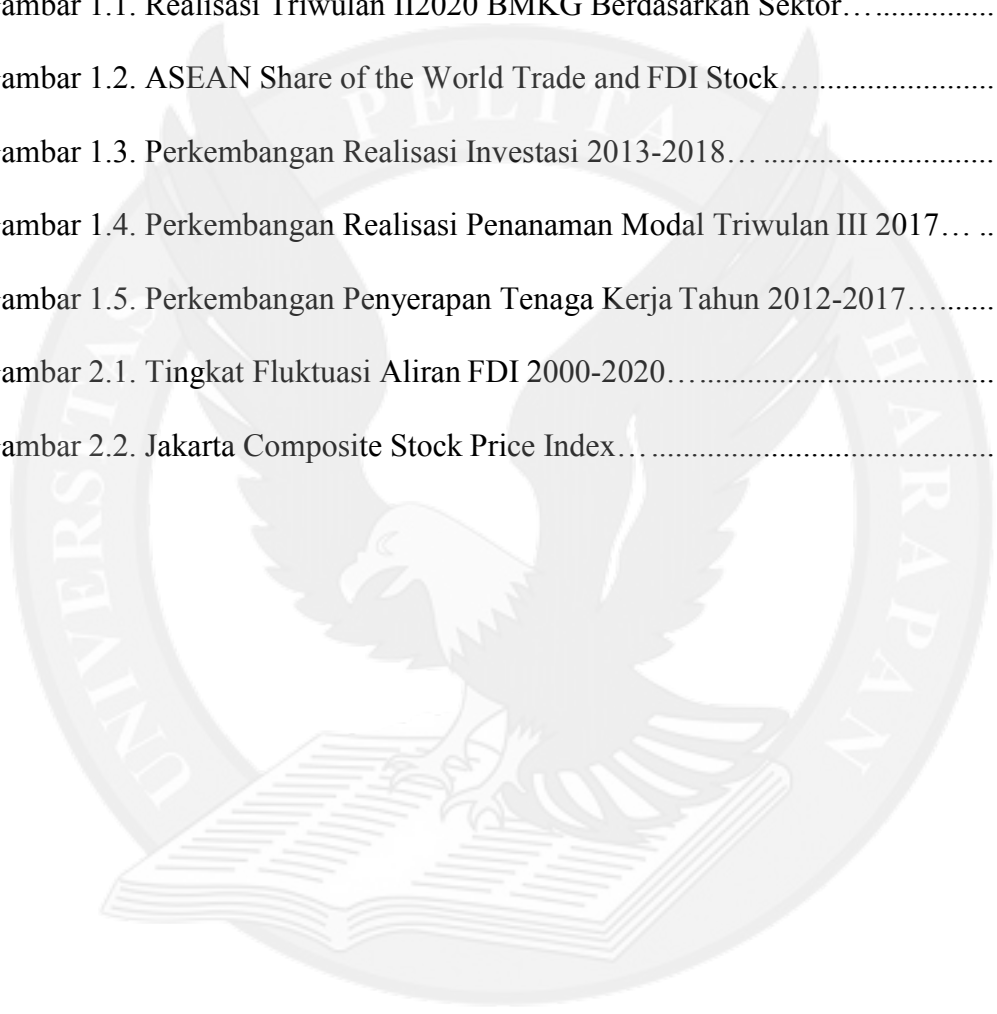 ambar 1.1. Realisasi Triwulan II2020 BMKG Berdasarkan Sektor…...............
ambar 1.2. ASEAN Share of the World Trade and FDI Stock….......................
ambar 1.3. Perkembangan Realisasi Investasi 2013-2018… .............................
ambar 1.4. Perkembangan Realisasi Penanaman Modal Triwulan III 2017… ..
ambar 1.5. Perkembangan Penyerapan Tenaga Kerja Tahun 2012-2017….......
ambar 2.1. Tingkat Fluktuasi Aliran FDI 2000-2020…......................................
ambar 2.2. Jakarta Composite Stock Price Index… ...........................................
UNIVERSITAS PELITA HARAPAN